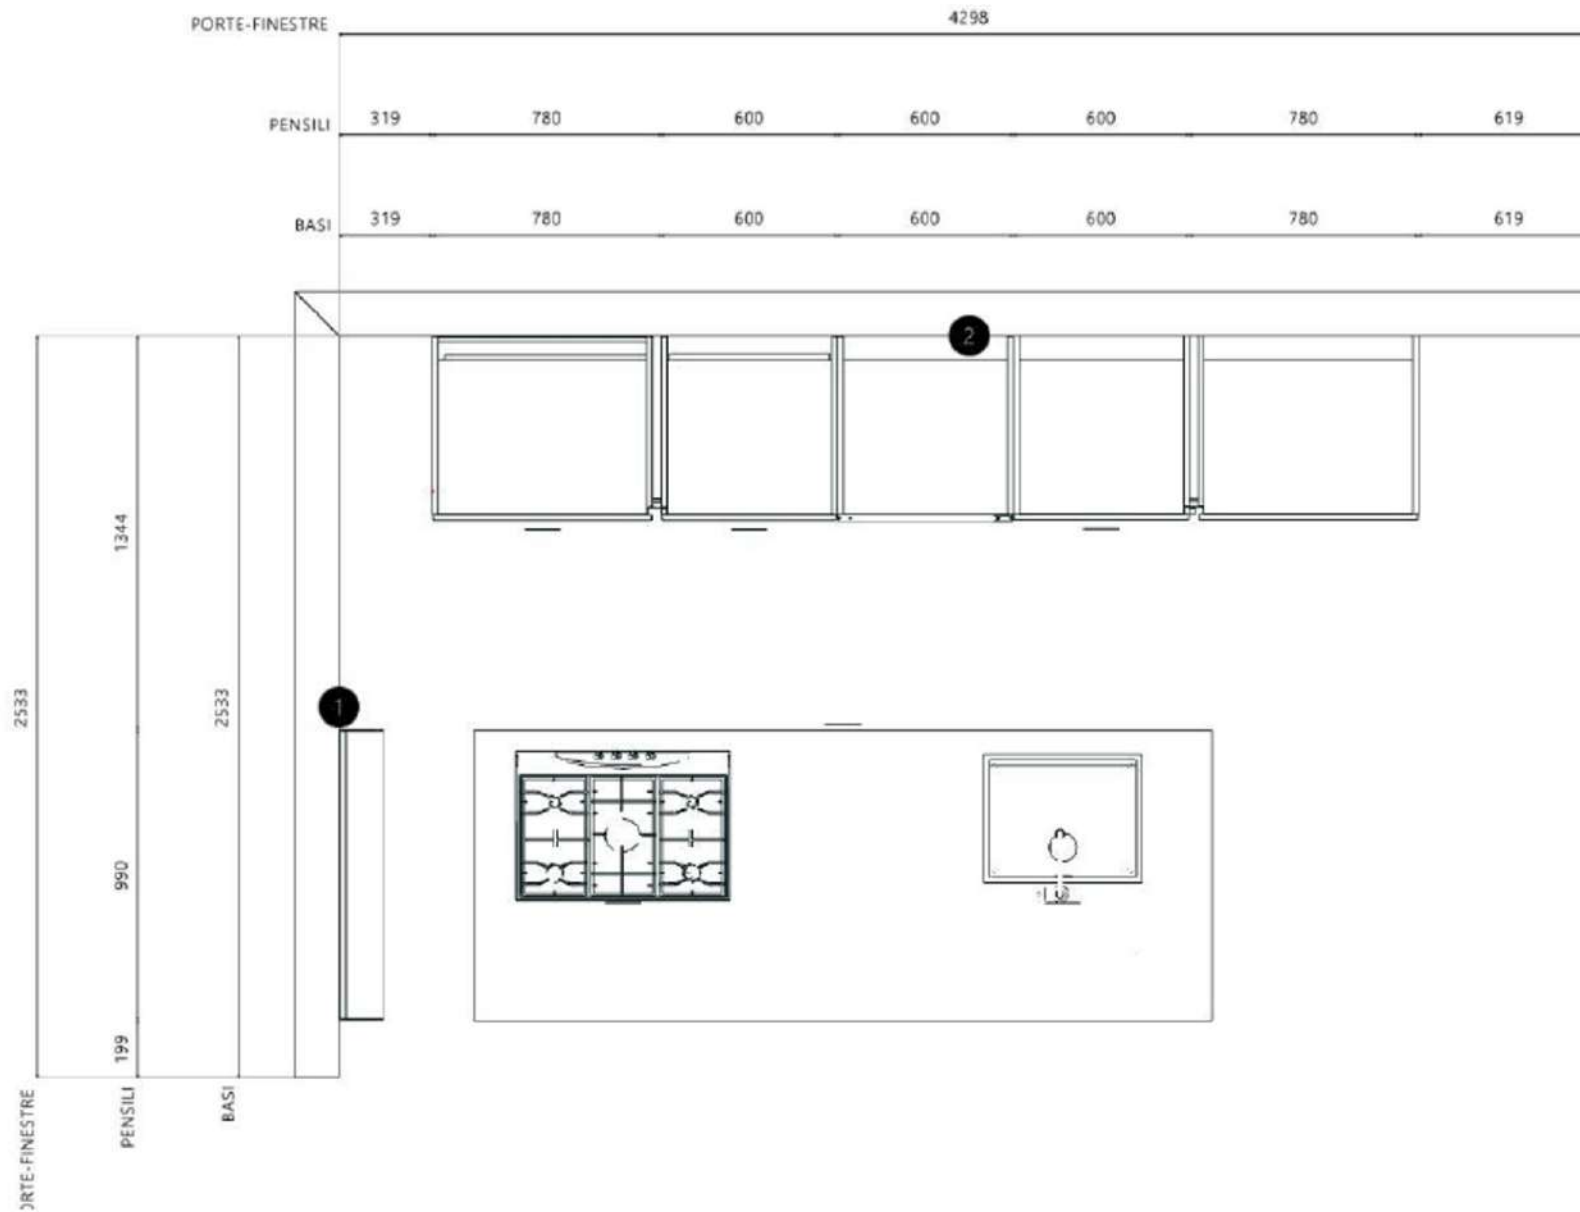 PORTE-FINESTRE 4298
PENSILI 319 780 600 600 600 780 619
BASI 319 780 600 600 600 780 619
2
1
2533
1344
990
199
2533
ORTE-FINESTRE
PENSILI
BASI